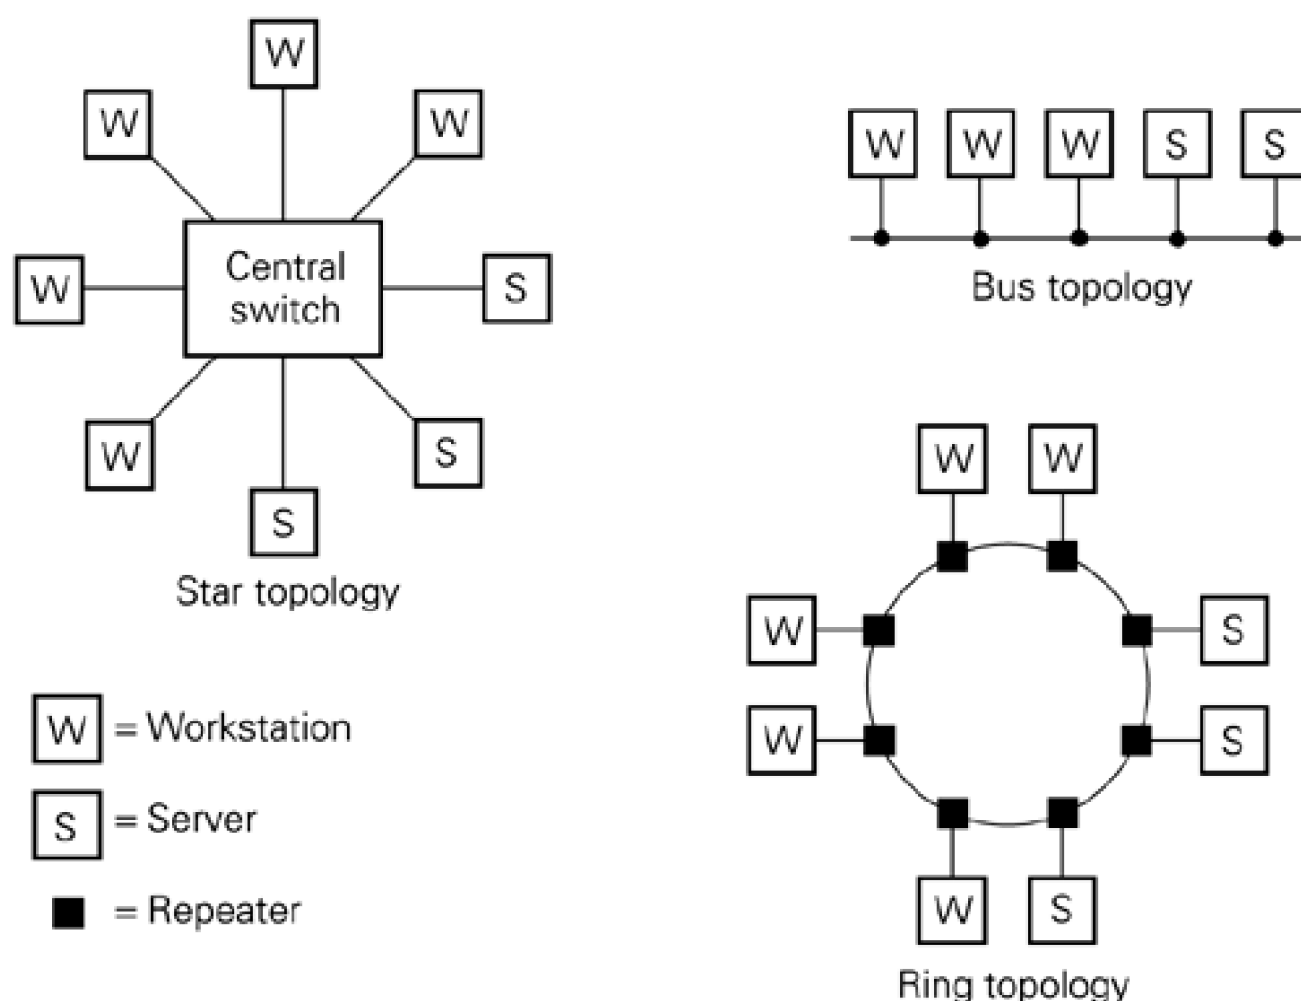 W
W
W
W
Central
switch
S
W
S
S
Star topology
W W W S S
Bus topology
W = Workstation
S = Server
= Repeater
W W
W
S
W
S
W S
Ring topology